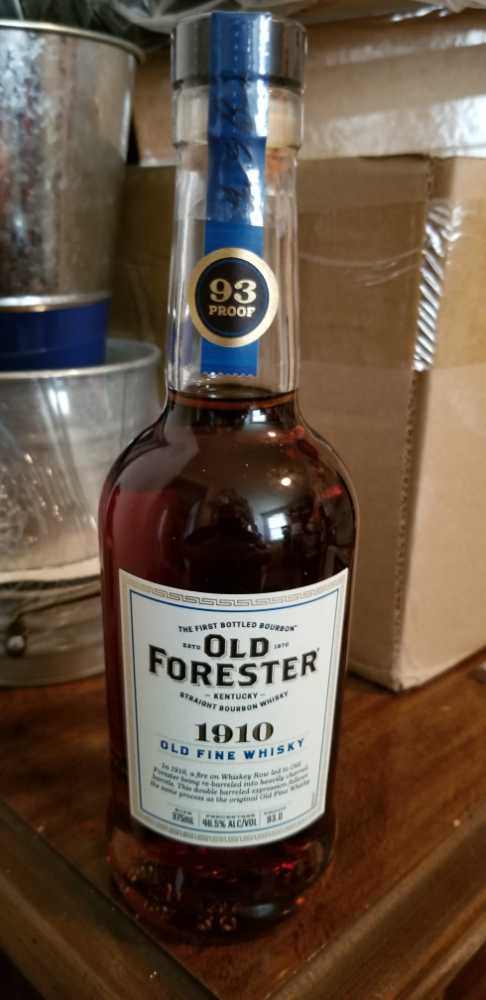 93
PROOF
THE FIRST BOTTLED BOURBON™
ESTD OLD 1870
FORESTER®
— KENTUCKY —
STRAIGHT BOURBON WHISKY
1910
OLD FINE WHISKY
In 1910, a fire on Whiskey Row led to Old
Forester being re-barreled into heavily charred
barrels. This double barreled expression follows
the same process as the original Old Fine Whisky
375mL 46.5% ALC/VOL 93.0